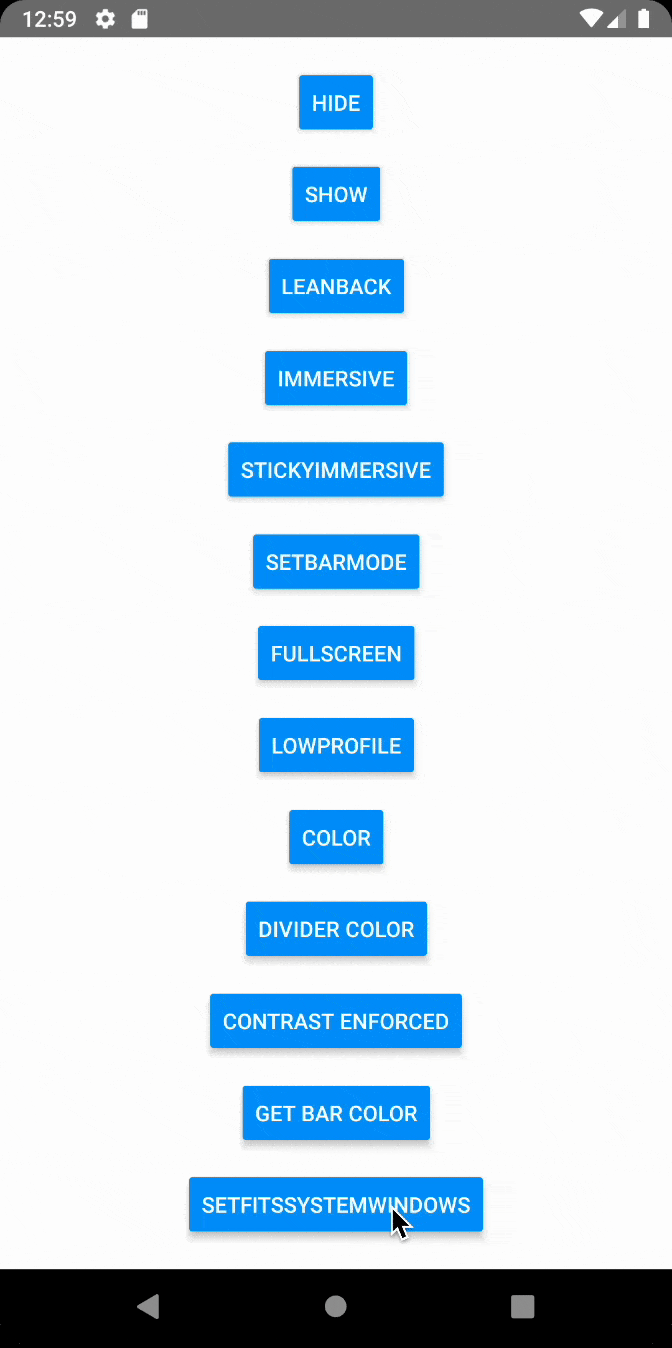 12:59
HIDE
SHOW
LEANBACK
IMMERSIVE
STICKYIMMERSIVE
SETBARMODE
FULLSCREEN
LOWPROFILE
COLOR
DIVIDER COLOR
CONTRAST ENFORCED
GET BAR COLOR
SETFITSSYSTEMWINDOWS